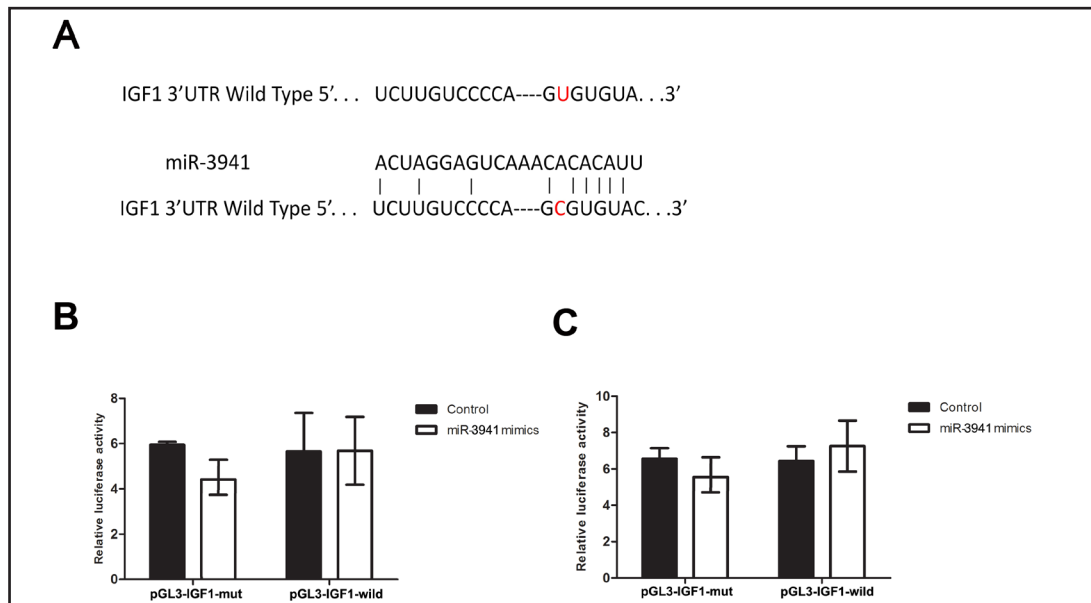 A
IGF1 3’UTR Wild Type 5’. . . UCUUGUCCCCA----GUGUGUA. . .3’
miR-3941 ACUAGGAGUCAAACACACAUU
IGF1 3’UTR Wild Type 5’. . . UCUUGUCCCCA----GCGUGUAC. . .3’
B
Relative luciferase activity
8
6
4
2
0
pGL3-IGF1-mut pGL3-IGF1-wild
Control
miR-3941 mimics
C
Relative luciferase activity
10
8
6
4
2
0
pGL3-IGF1-mut pGL3-IGF1-wild
Control
miR-3941 mimics